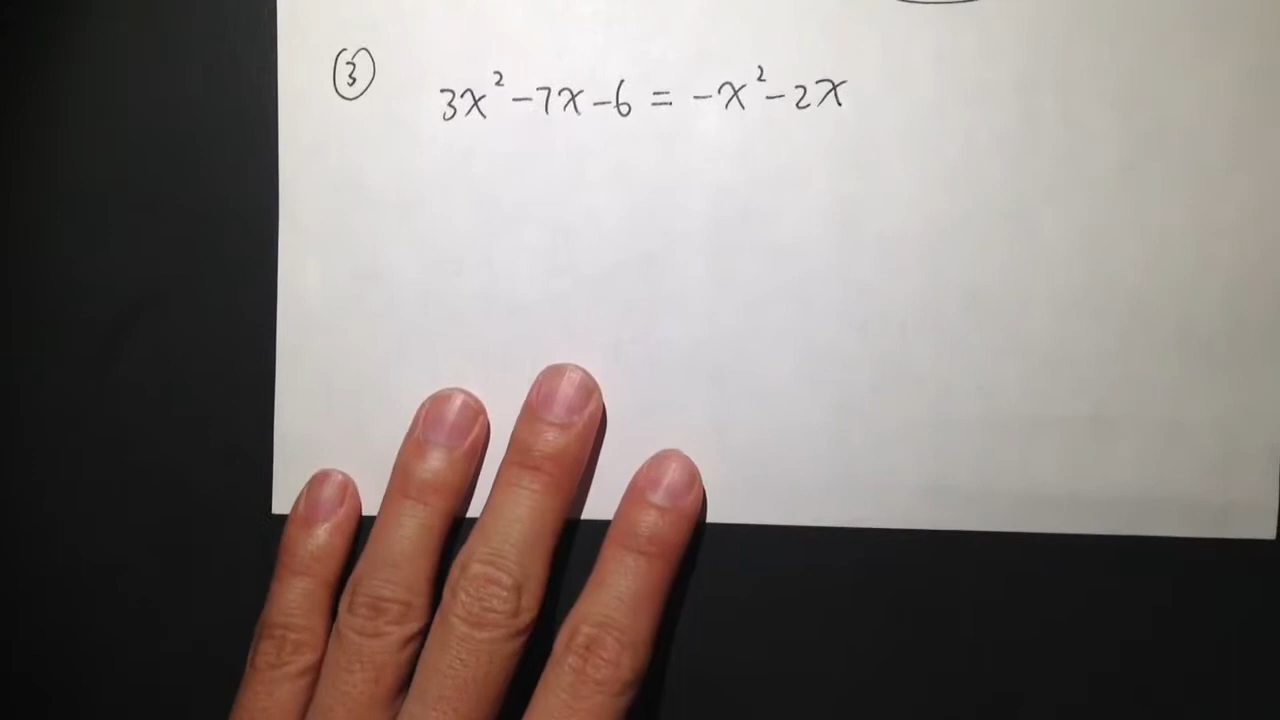 ③ 3x² - 7x - 6 = -x² - 2x